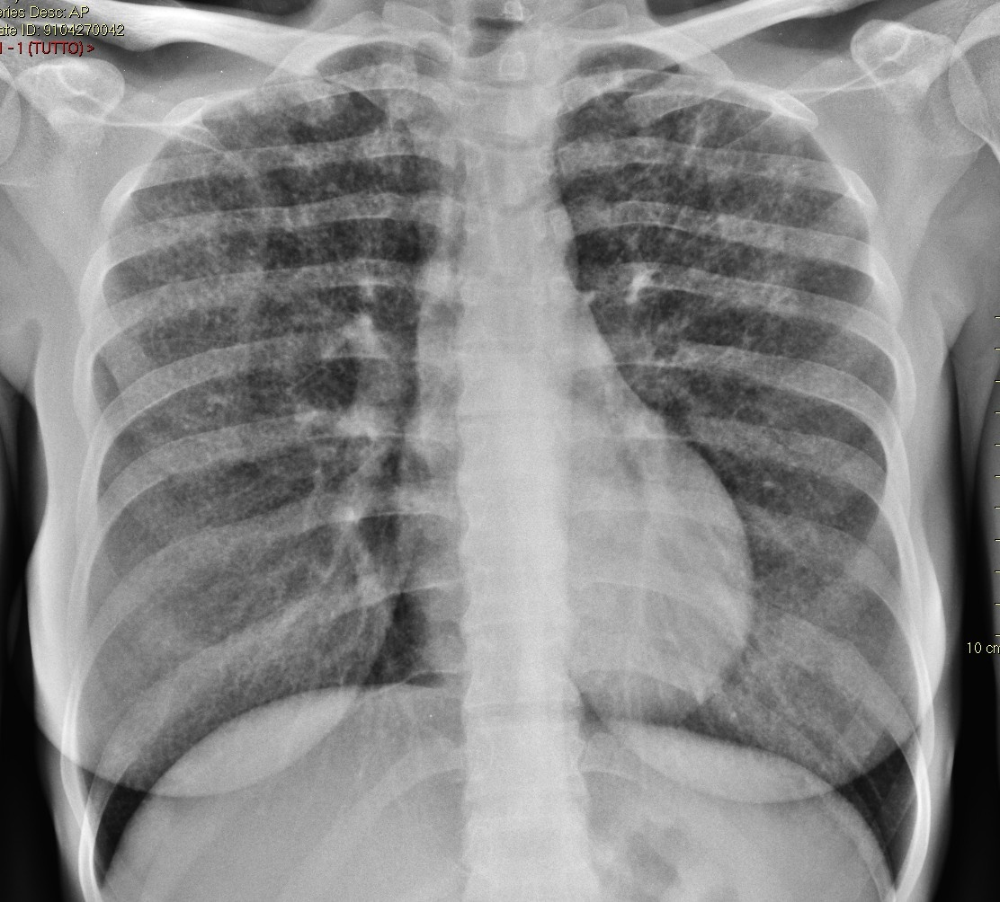 eries Desc: AP
ate ID: 9104270042
-1 (TUTTO) >
10 cm